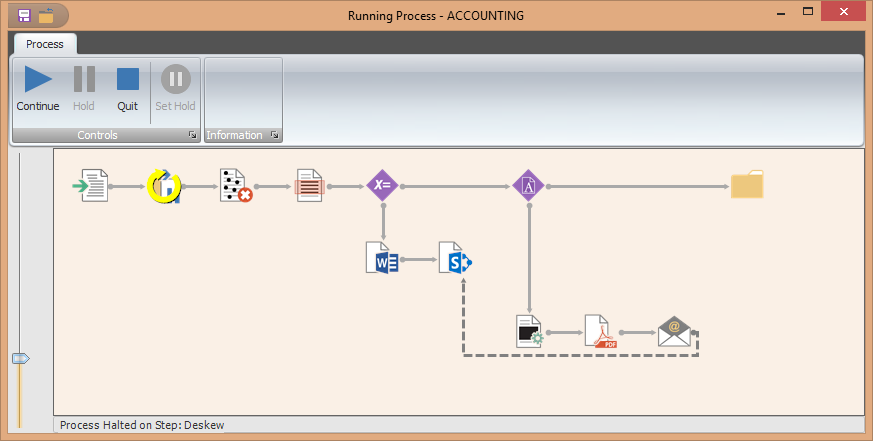 Running Process - ACCOUNTING
Process
Continue Hold Quit Set Hold
Controls Information
X= A
W S
@
PDF
Process Halted on Step: Deskew